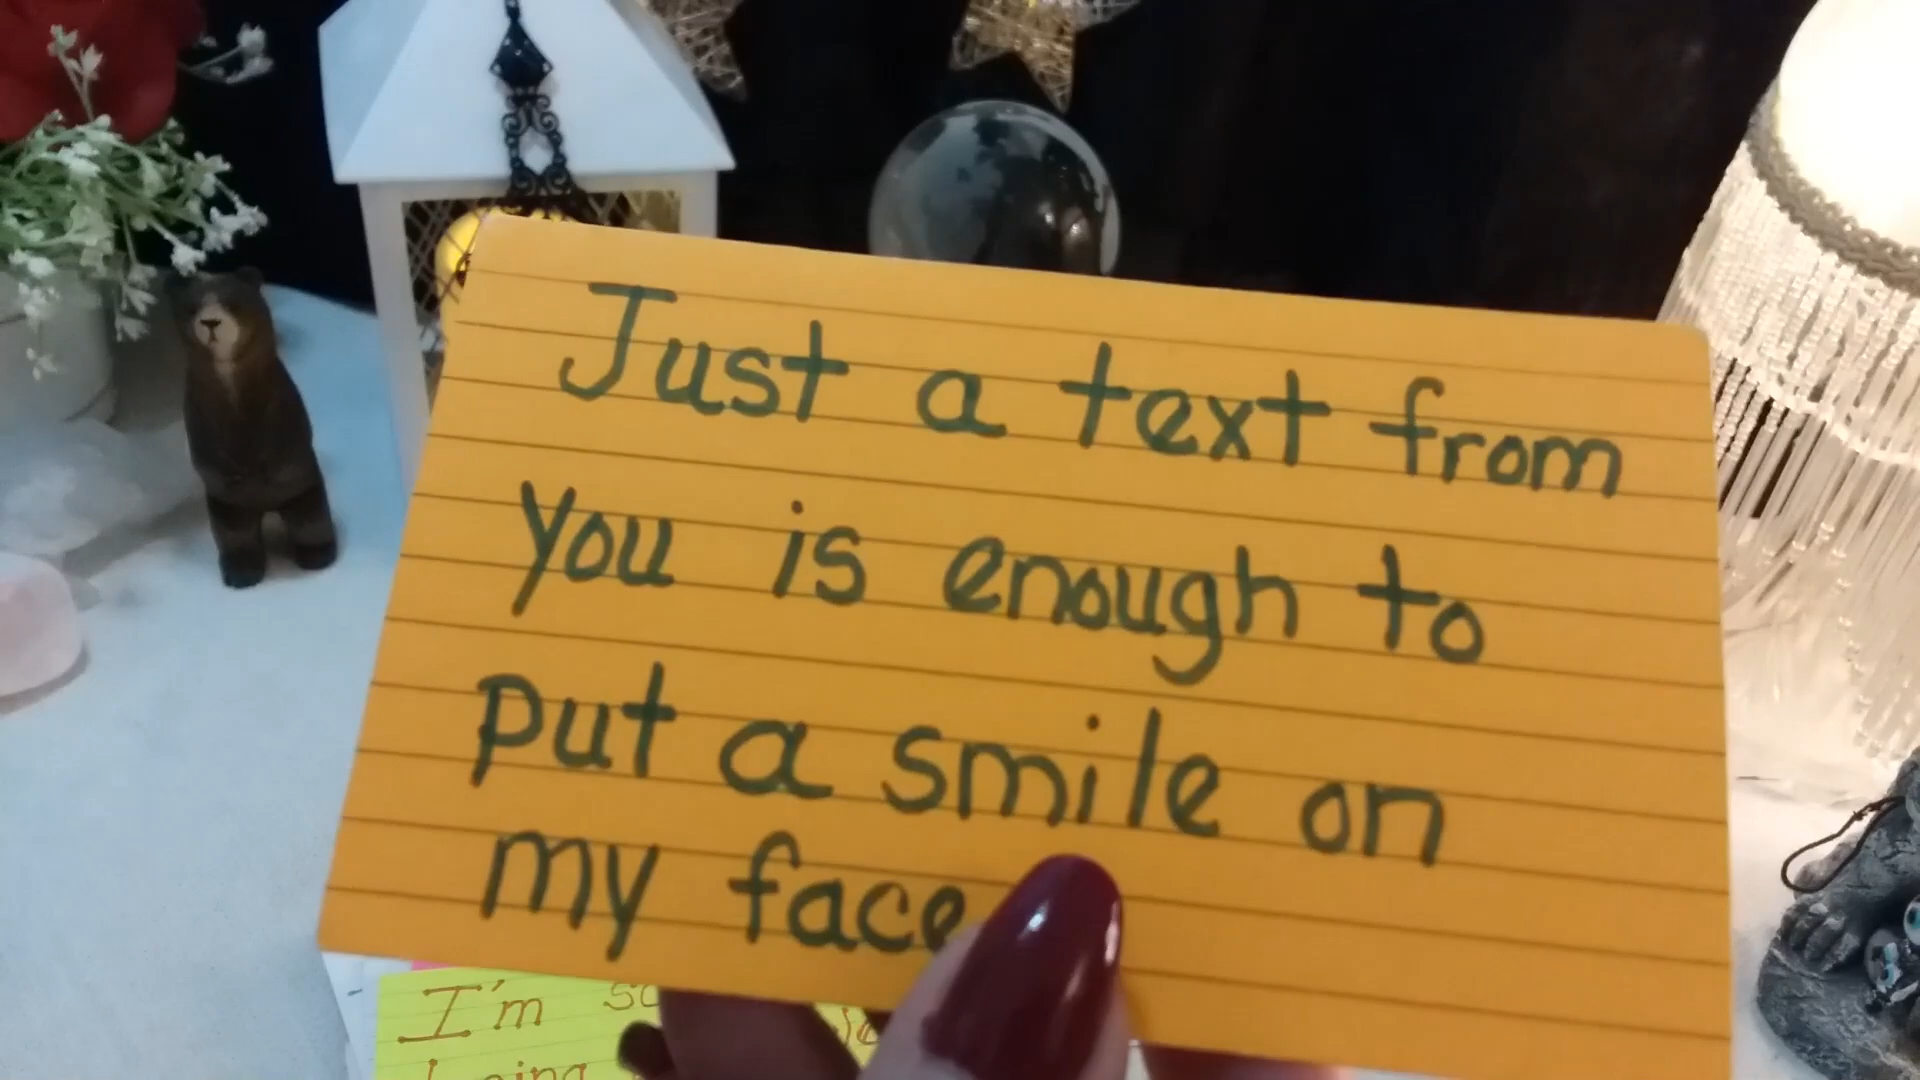 Just a text from
you is enough to
put a smile on
my face
I'm